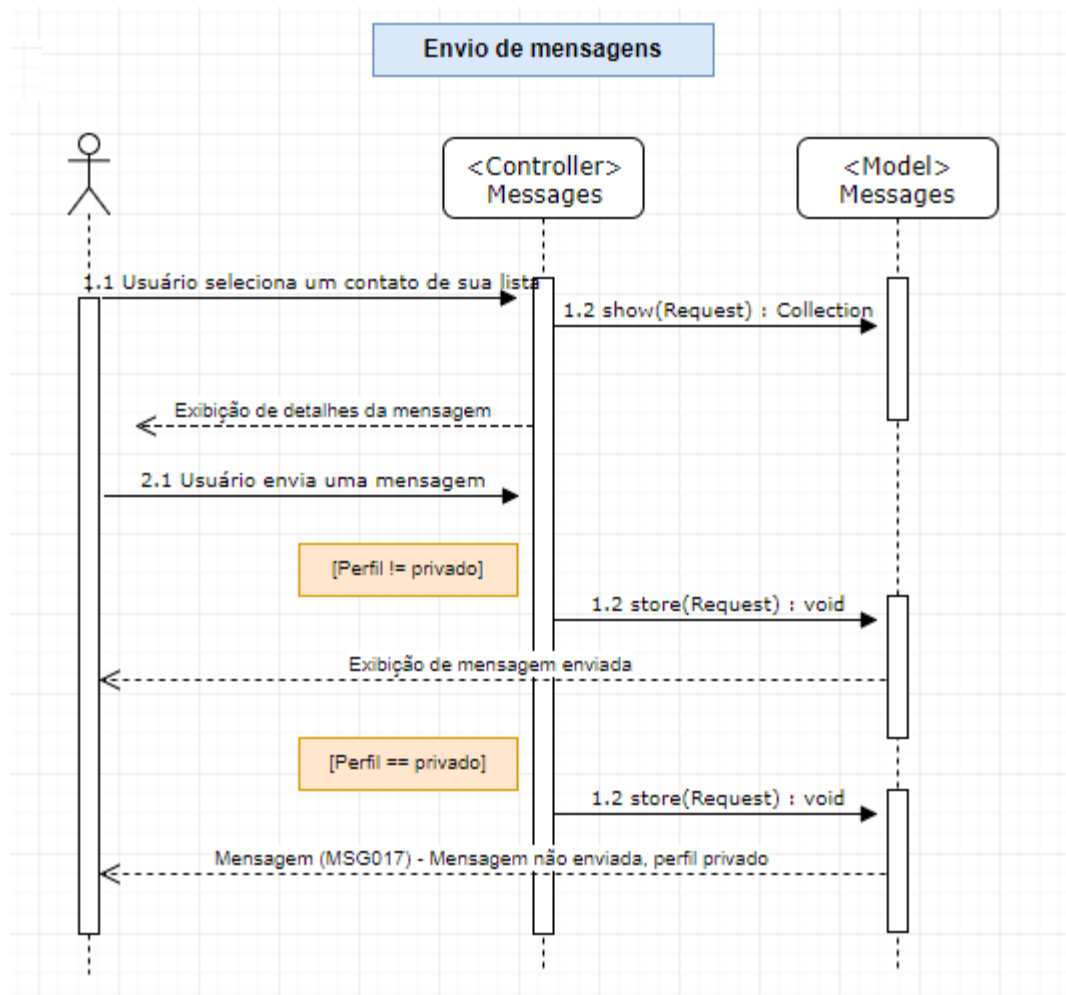 Envio de mensagens
<Controller>
Messages
<Model>
Messages
1.1 Usuário seleciona um contato de sua lista
1.2 show(Request) : Collection
Exibição de detalhes da mensagem
2.1 Usuário envia uma mensagem
[Perfil != privado]
1.2 store(Request) : void
Exibição de mensagem enviada
[Perfil == privado]
1.2 store(Request) : void
Mensagem (MSG017) - Mensagem não enviada, perfil privado